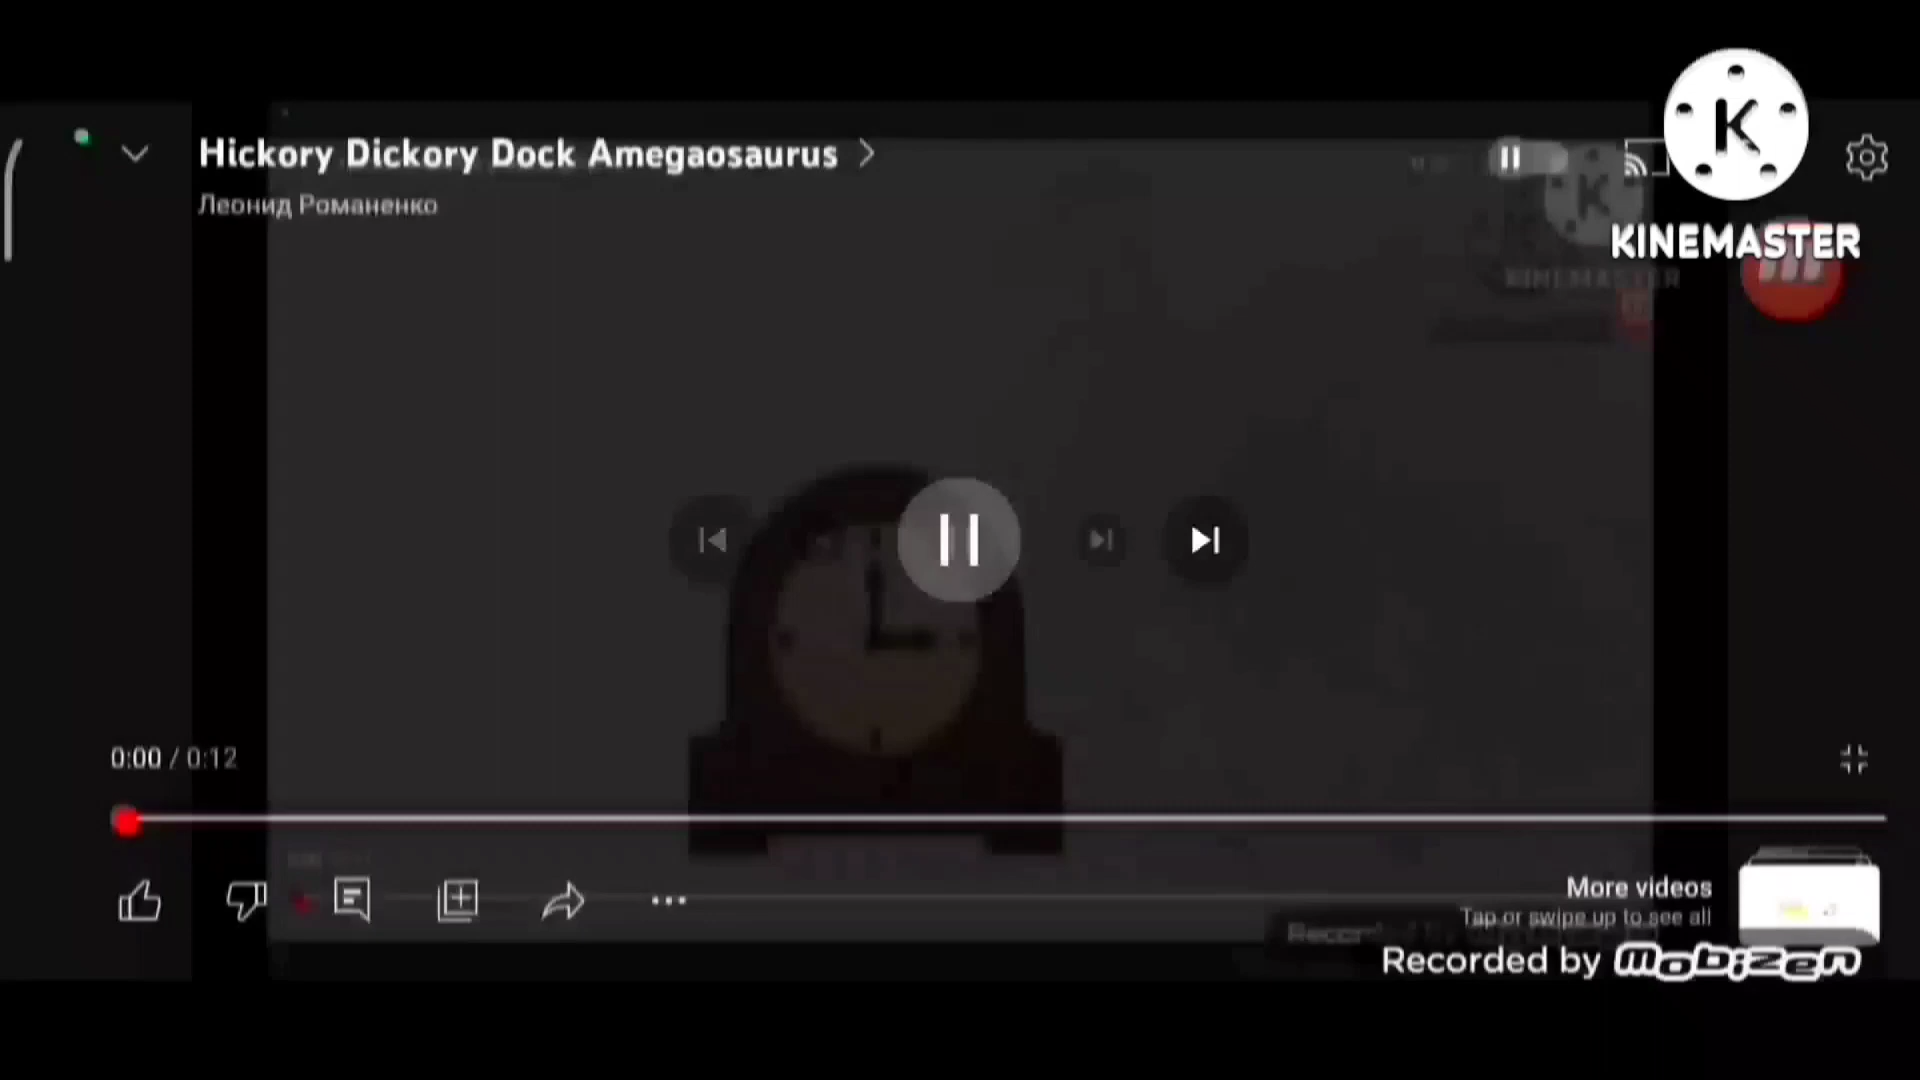 Hickory Dickory Dock Amegaosaurus
Леонид Романенко
K
KINEMASTER
KINEMASTER
0:00 / 0:12
More videos
Tap or swipe up to see all
Recorded by mobizen